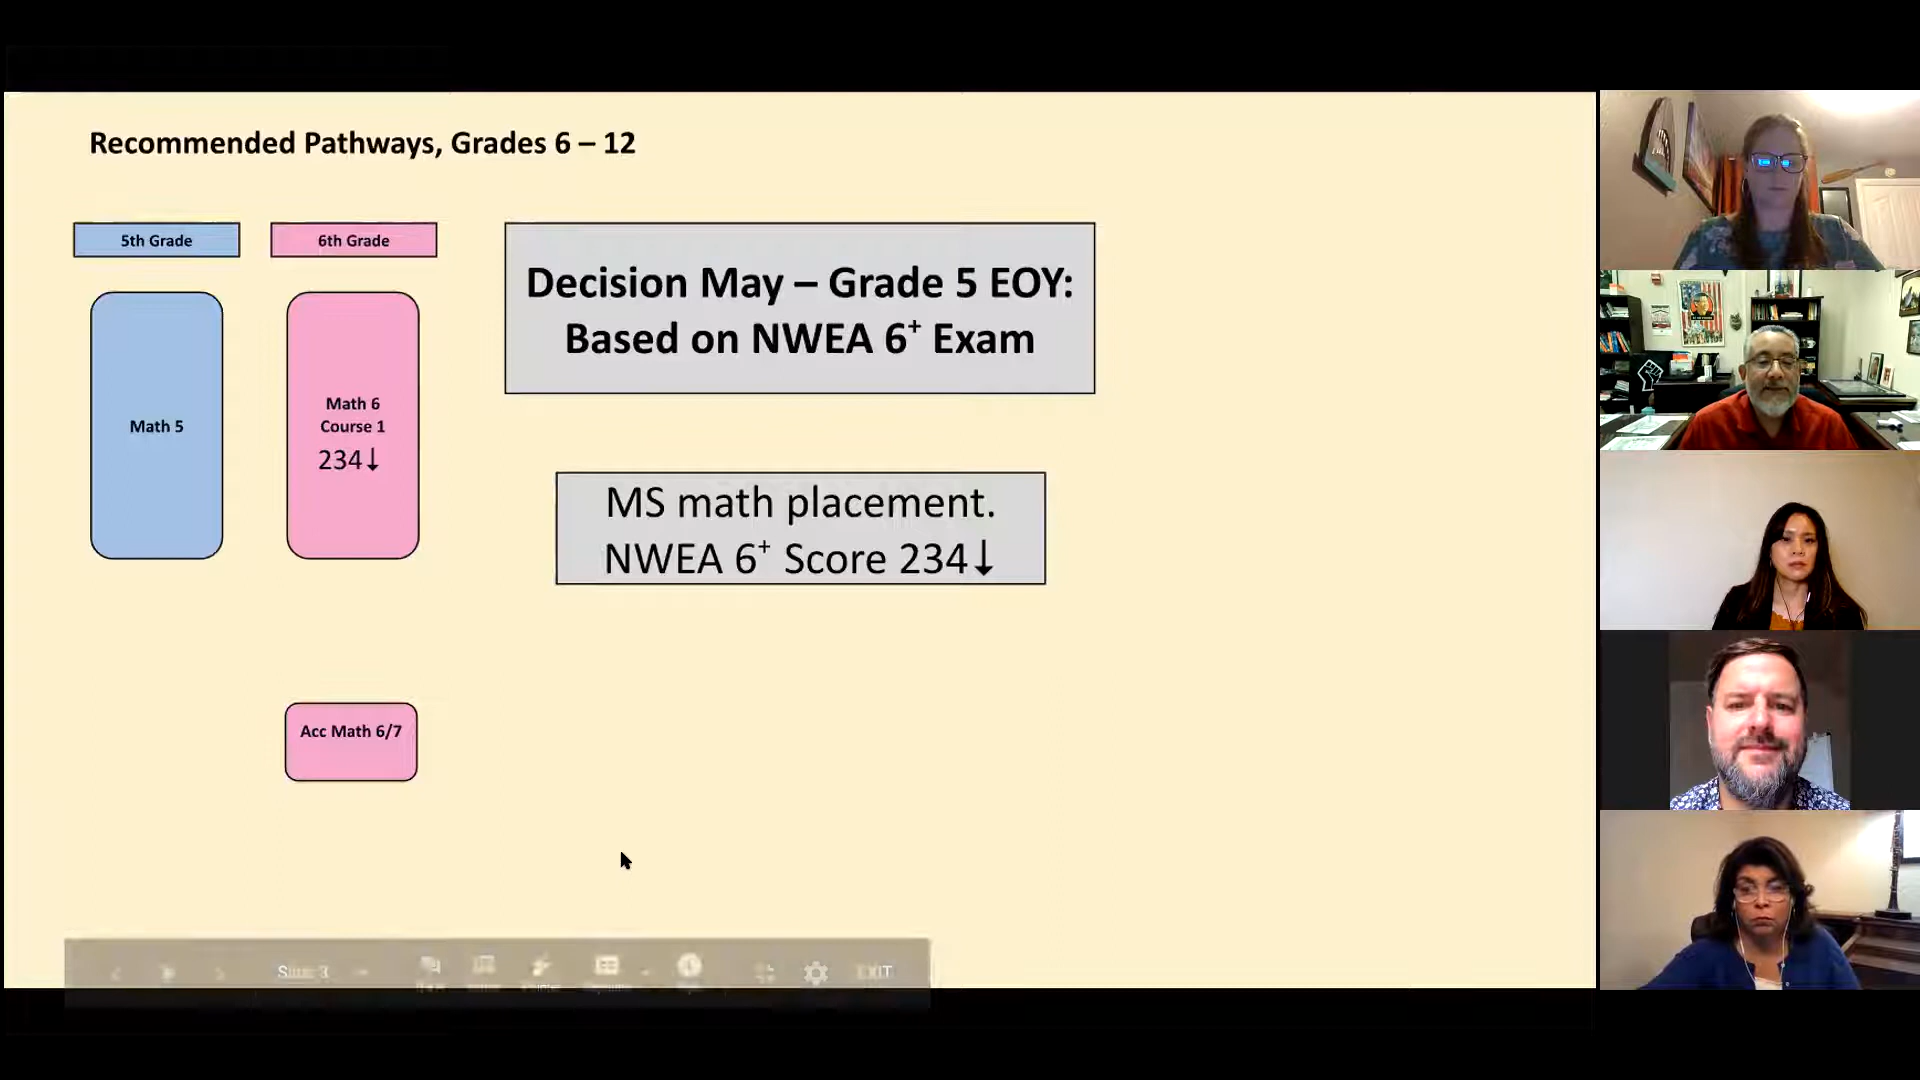 Recommended Pathways, Grades 6 – 12
5th Grade
6th Grade
Decision May – Grade 5 EOY:
Based on NWEA 6⁺ Exam
Math 5
Math 6
Course 1
234↓
MS math placement.
NWEA 6⁺ Score 234↓
Acc Math 6/7
Slide 3
EXIT